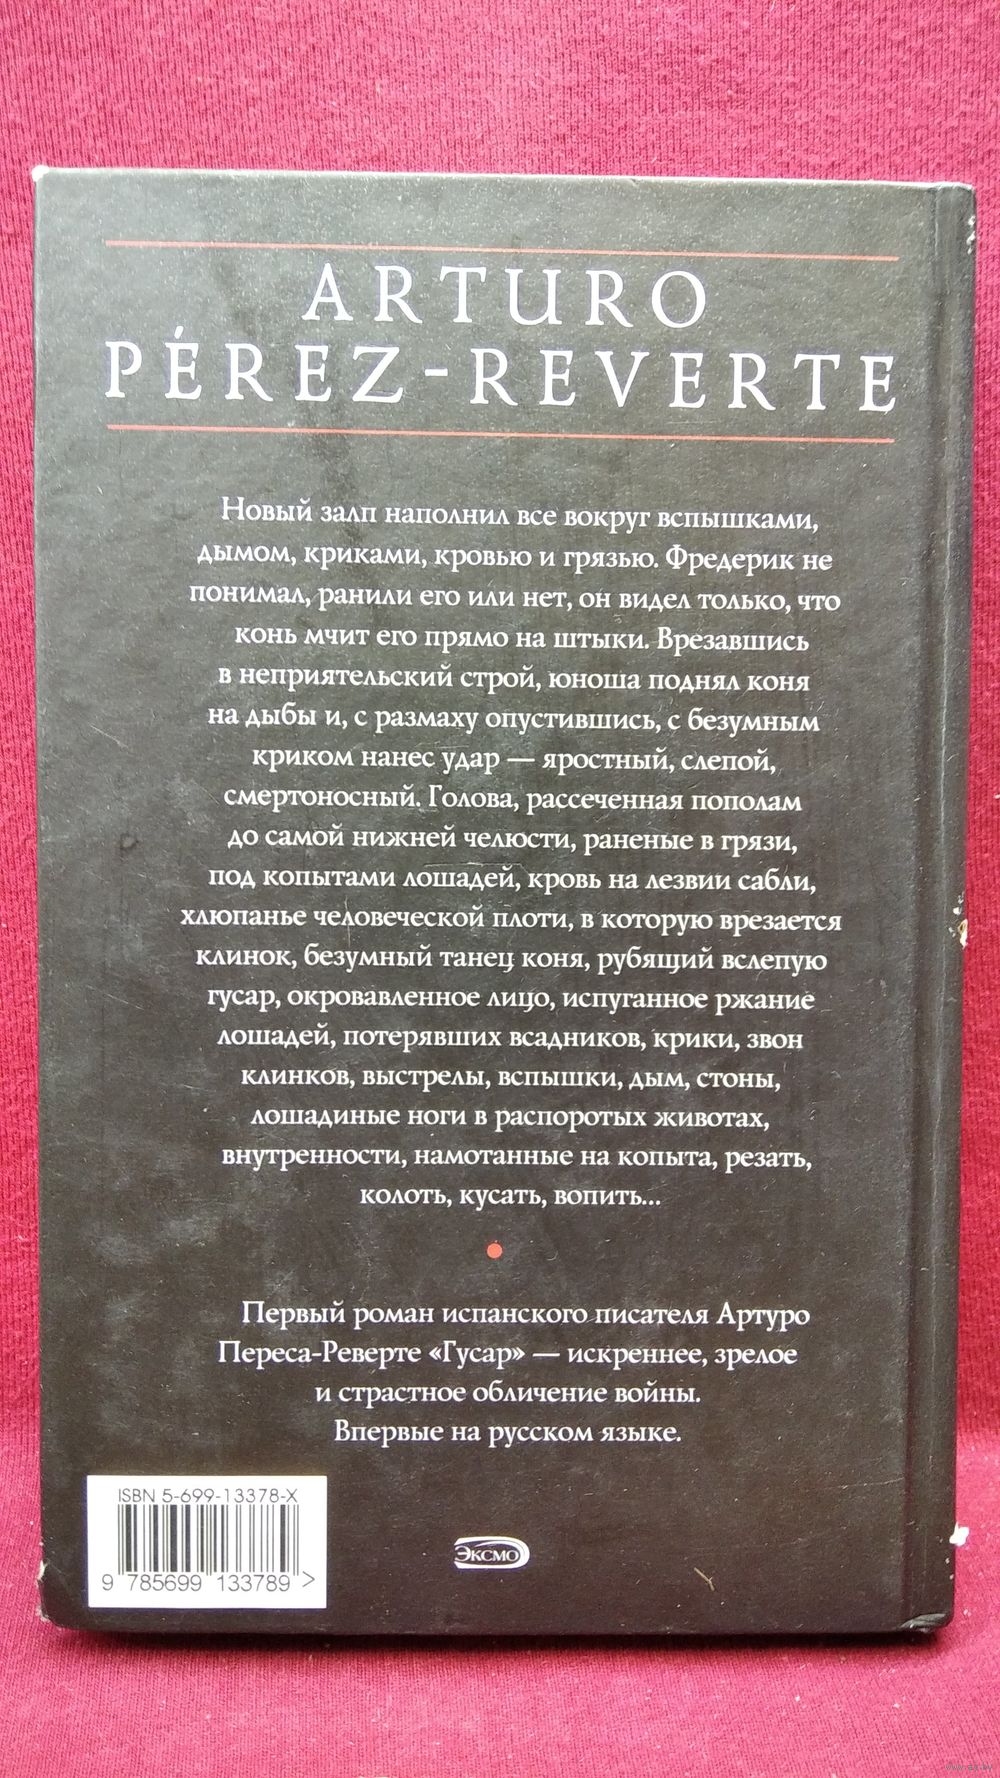 ARTURO
PÉREZ-REVERTE
Новый залп наполнил все вокруг вспышками,
дымом, криками, кровью и грязью. Фредерик не
понимал, ранили его или нет, он видел только, что
конь мчит его прямо на штыки. Врезавшись
в неприятельский строй, юноша поднял коня
на дыбы и, с размаху опустившись, с безумным
криком нанес удар — яростный, слепой,
смертоносный. Голова, рассеченная пополам
до самой нижней челюсти, раненые в грязи,
под копытами лошадей, кровь на лезвии сабли,
хлюпанье человеческой плоти, в которую врезается
клинок, безумный танец коня, рубящий вслепую
гусар, окровавленное лицо, испуганное ржание
лошадей, потерявших всадников, крики, звон
клинков, выстрелы, вспышки, дым, стоны,
лошадиные ноги в распоротых животах,
внутренности, намотанные на копыта, резать,
колоть, кусать, вопить...
Первый роман испанского писателя Артуро
Переса-Реверте «Гусар» — искреннее, зрелое
и страстное обличение войны.
Впервые на русском языке.
ISBN 5-699-13378-X
9 785699 133789 >
ЭКСМО